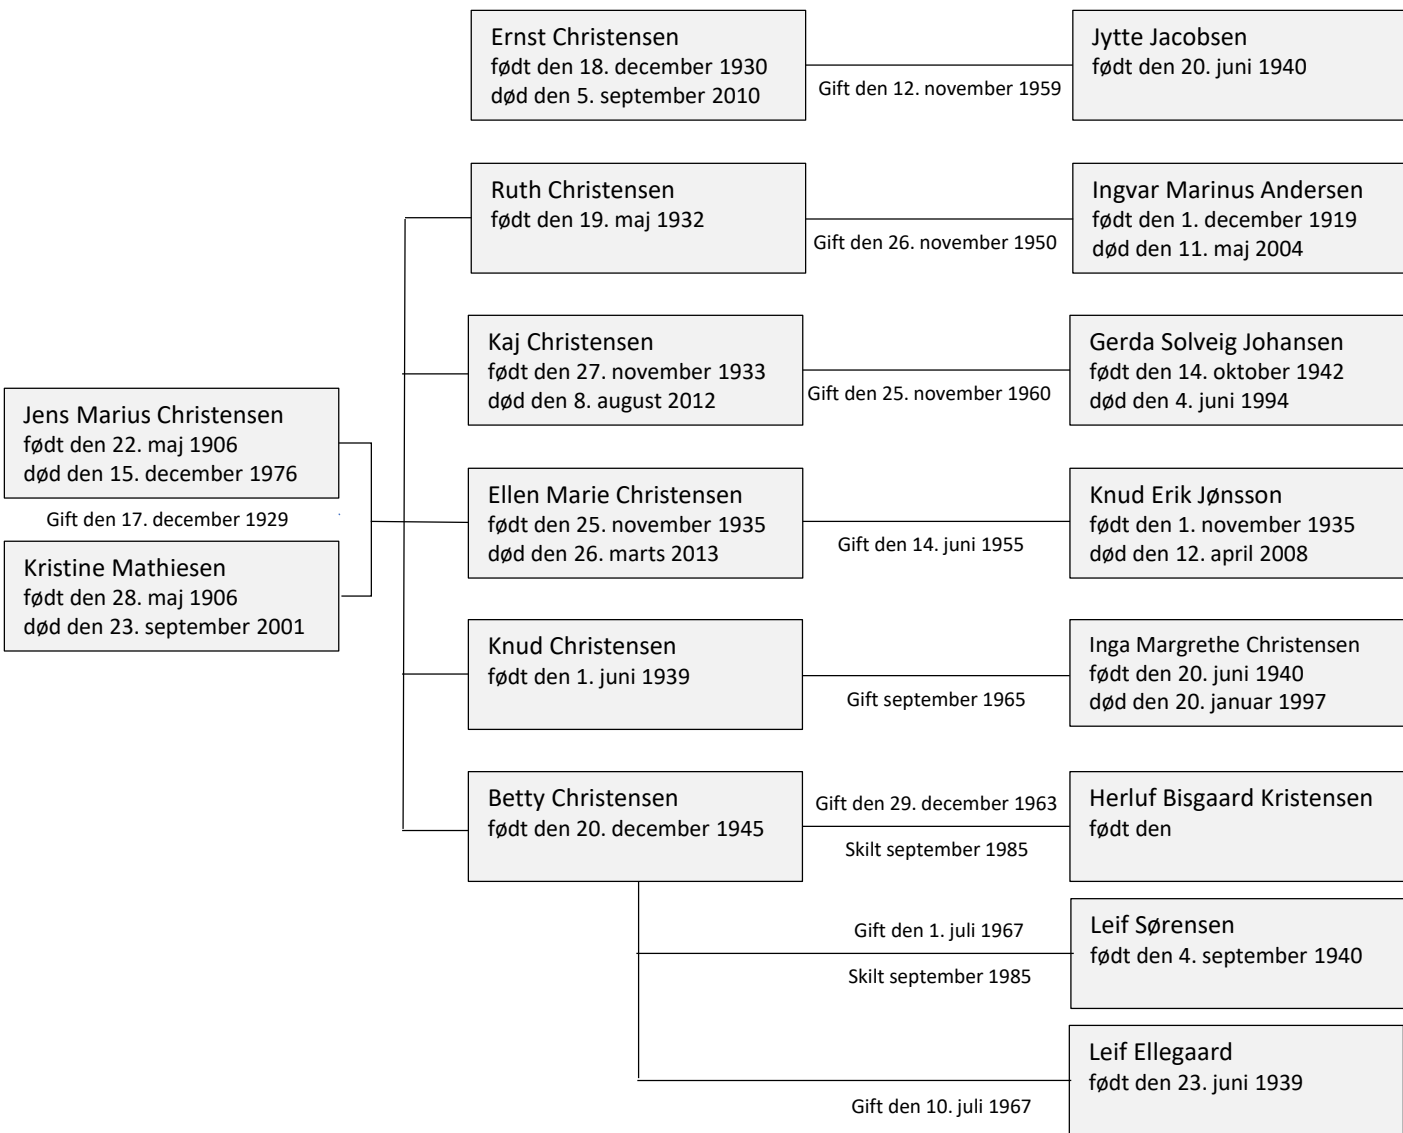 Ernst Christensen
født den 18. december 1930
død den 5. september 2010
Gift den 12. november 1959
Jytte Jacobsen
født den 20. juni 1940
Ruth Christensen
født den 19. maj 1932
Gift den 26. november 1950
Ingvar Marinus Andersen
født den 1. december 1919
død den 11. maj 2004
Kaj Christensen
født den 27. november 1933
død den 8. august 2012
Gift den 25. november 1960
Gerda Solveig Johansen
født den 14. oktober 1942
død den 4. juni 1994
Jens Marius Christensen
født den 22. maj 1906
død den 15. december 1976
Gift den 17. december 1929
Kristine Mathiesen
født den 28. maj 1906
død den 23. september 2001
Ellen Marie Christensen
født den 25. november 1935
død den 26. marts 2013
Gift den 14. juni 1955
Knud Erik Jønsson
født den 1. november 1935
død den 12. april 2008
Knud Christensen
født den 1. juni 1939
Gift september 1965
Inga Margrethe Christensen
født den 20. juni 1940
død den 20. januar 1997
Betty Christensen
født den 20. december 1945
Gift den 29. december 1963
Skilt september 1985
Herluf Bisgaard Kristensen
født den
Gift den 1. juli 1967
Skilt september 1985
Leif Sørensen
født den 4. september 1940
Gift den 10. juli 1967
Leif Ellegaard
født den 23. juni 1939